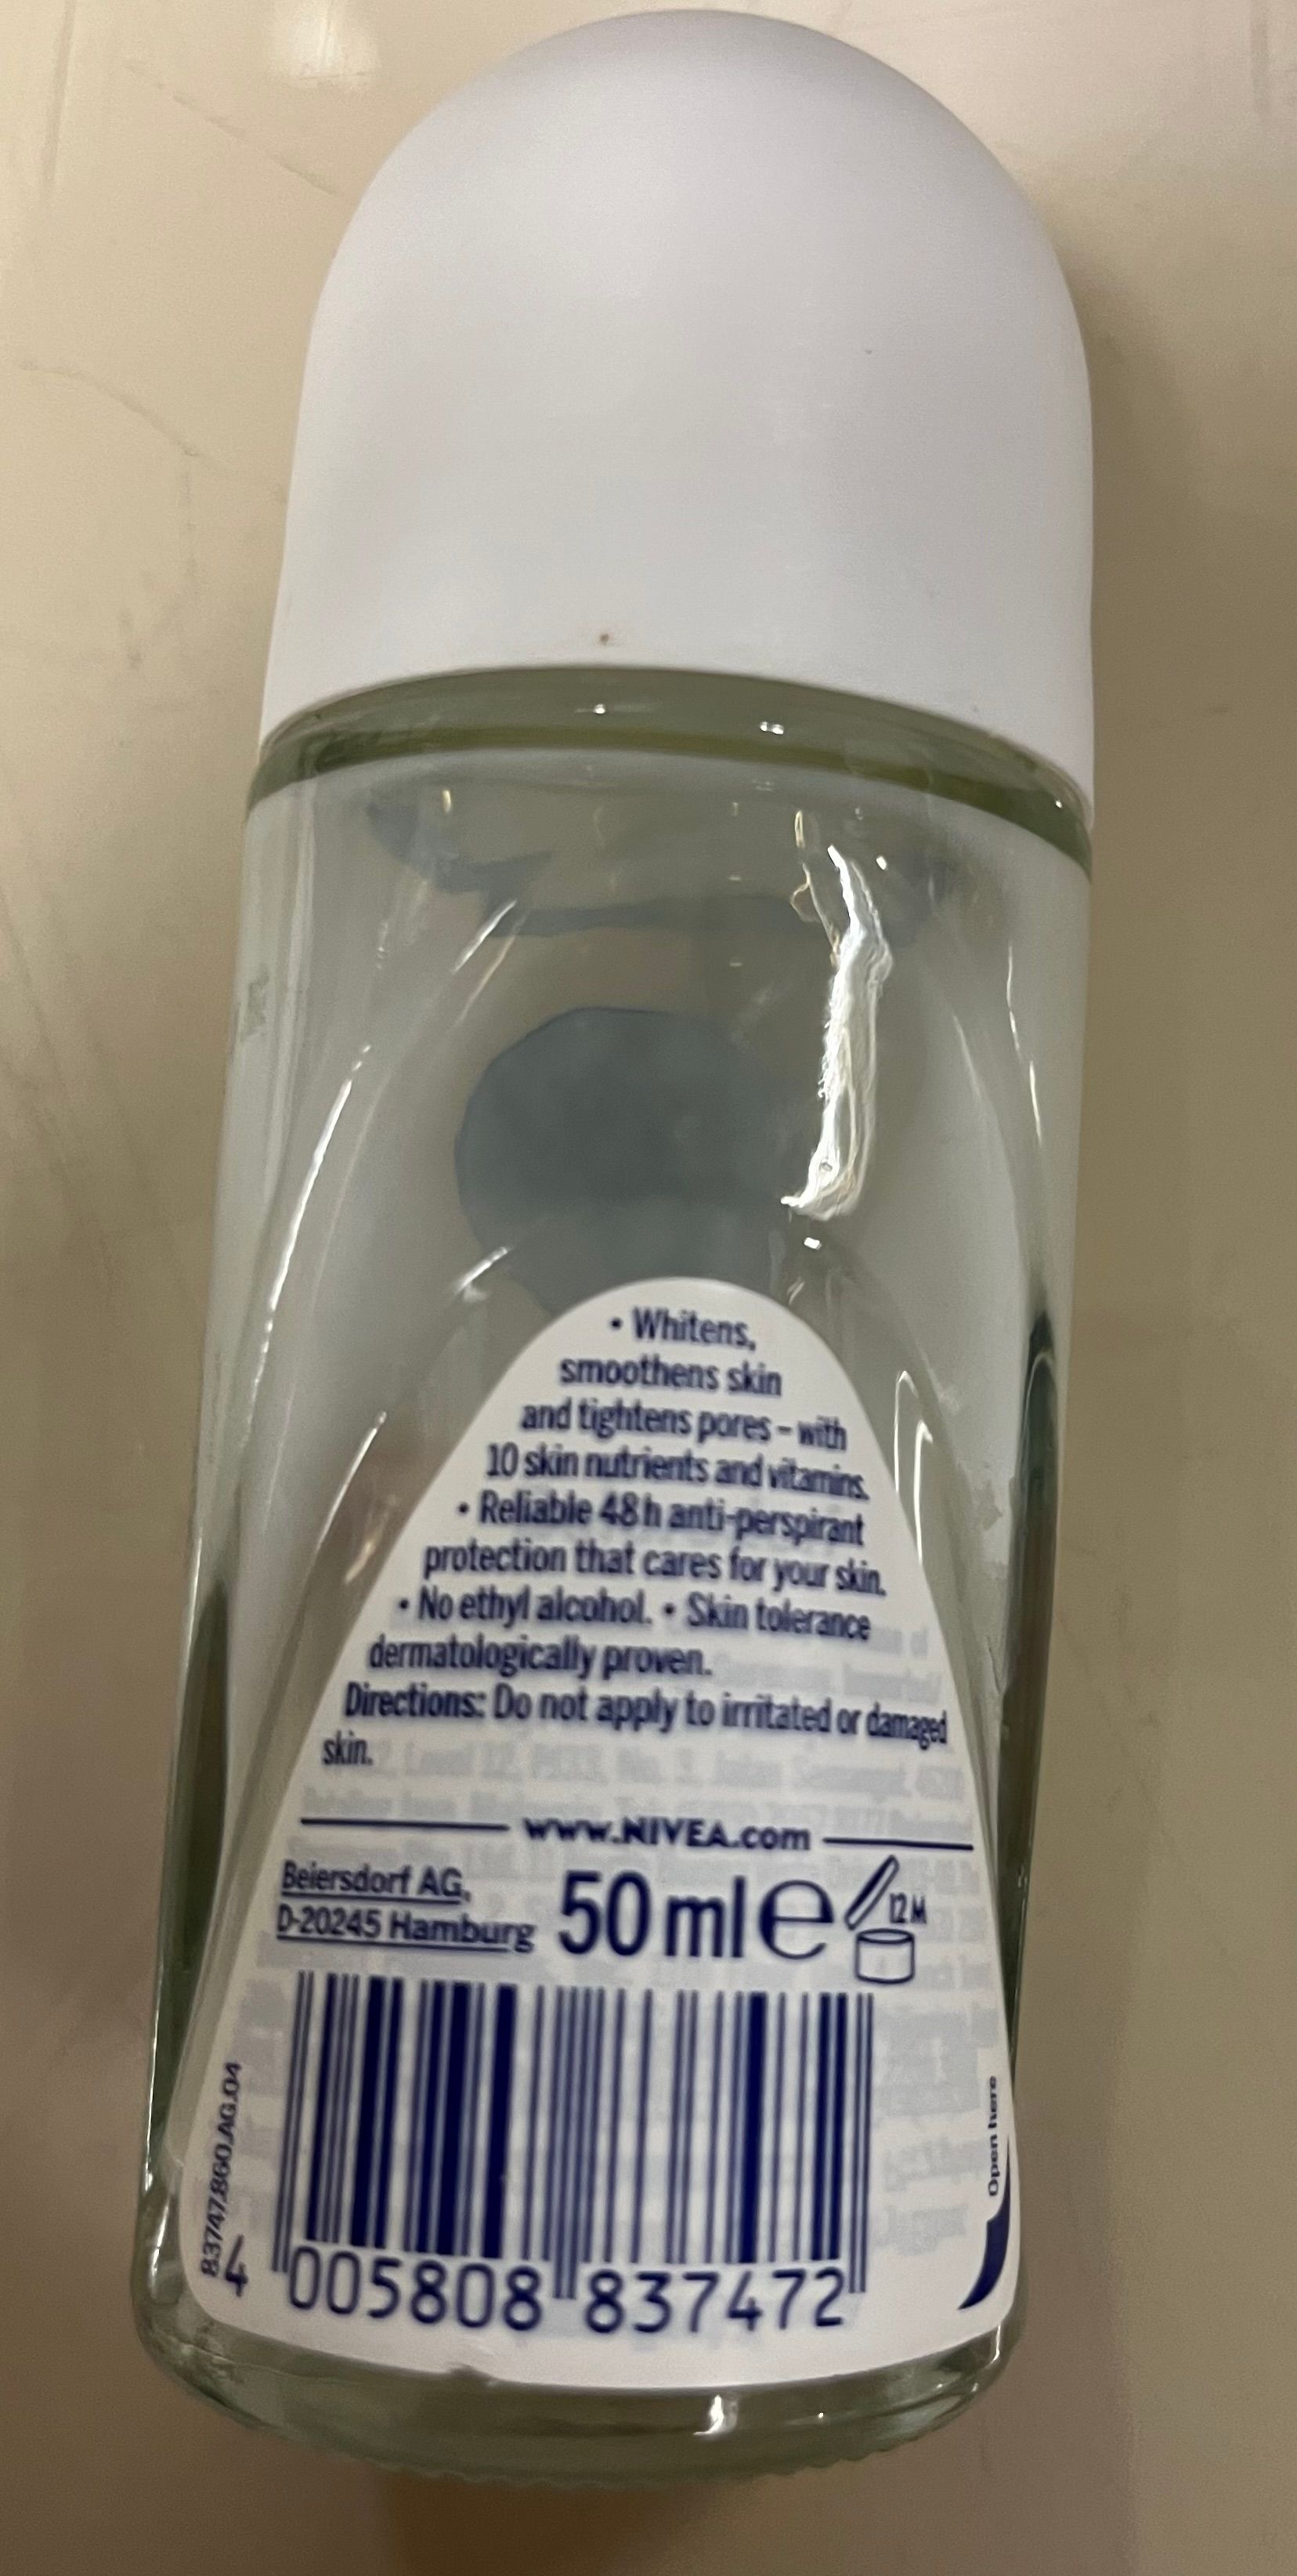 • Whitens,
smoothens skin
and tightens pores – with
10 skin nutrients and vitamins.
• Reliable 48 h anti-perspirant
protection that cares for your skin.
• No ethyl alcohol. • Skin tolerance
dermatologically proven.
Directions: Do not apply to irritated or damaged
skin.
www.NIVEA.com
Beiersdorf AG,
D-20245 Hamburg
50 ml e
12 M
83747.860.AG.04
Open here
4 005808 837472